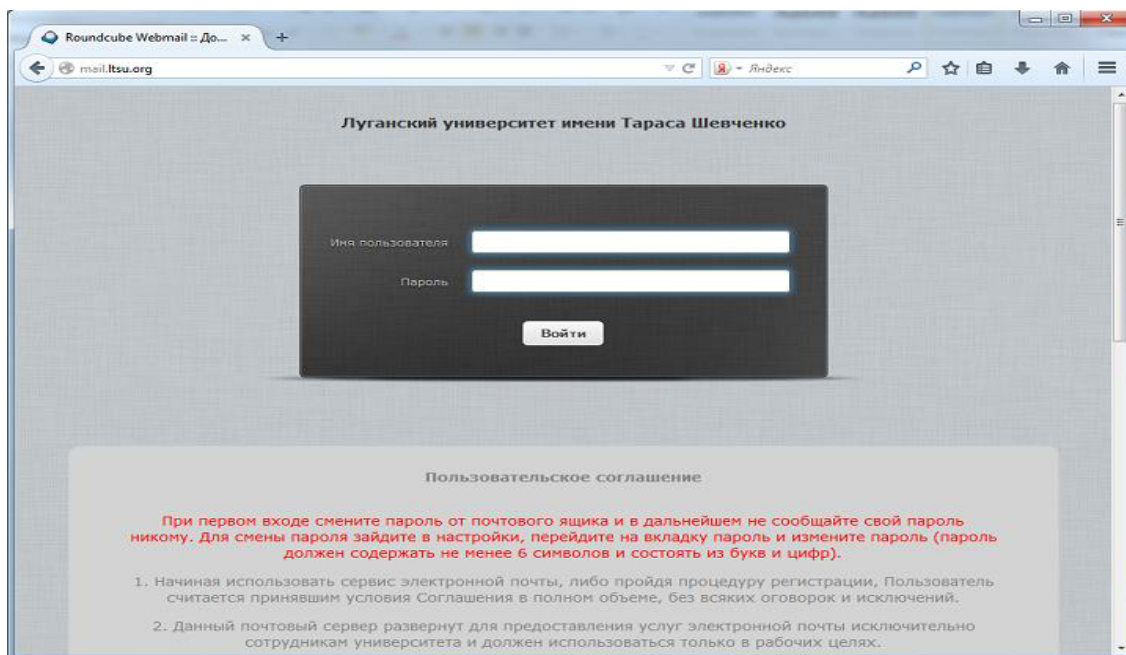 Roundcube Webmail :: До...
mail.ltsu.org
Яндекс
Луганский университет имени Тараса Шевченко
Имя пользователя
Пароль
Войти
Пользовательское соглашение
При первом входе смените пароль от почтового ящика и в дальнейшем не сообщайте свой пароль
никому. Для смены пароля зайдите в настройки, перейдите на вкладку пароль и измените пароль (пароль
должен содержать не менее 6 символов и состоять из букв и цифр).
1. Начиная использовать сервис электронной почты, либо пройдя процедуру регистрации, Пользователь
считается принявшим условия Соглашения в полном объеме, без всяких оговорок и исключений.
2. Данный почтовый сервер развернут для предоставления услуг электронной почты исключительно
сотрудникам университета и должен использоваться только в рабочих целях.